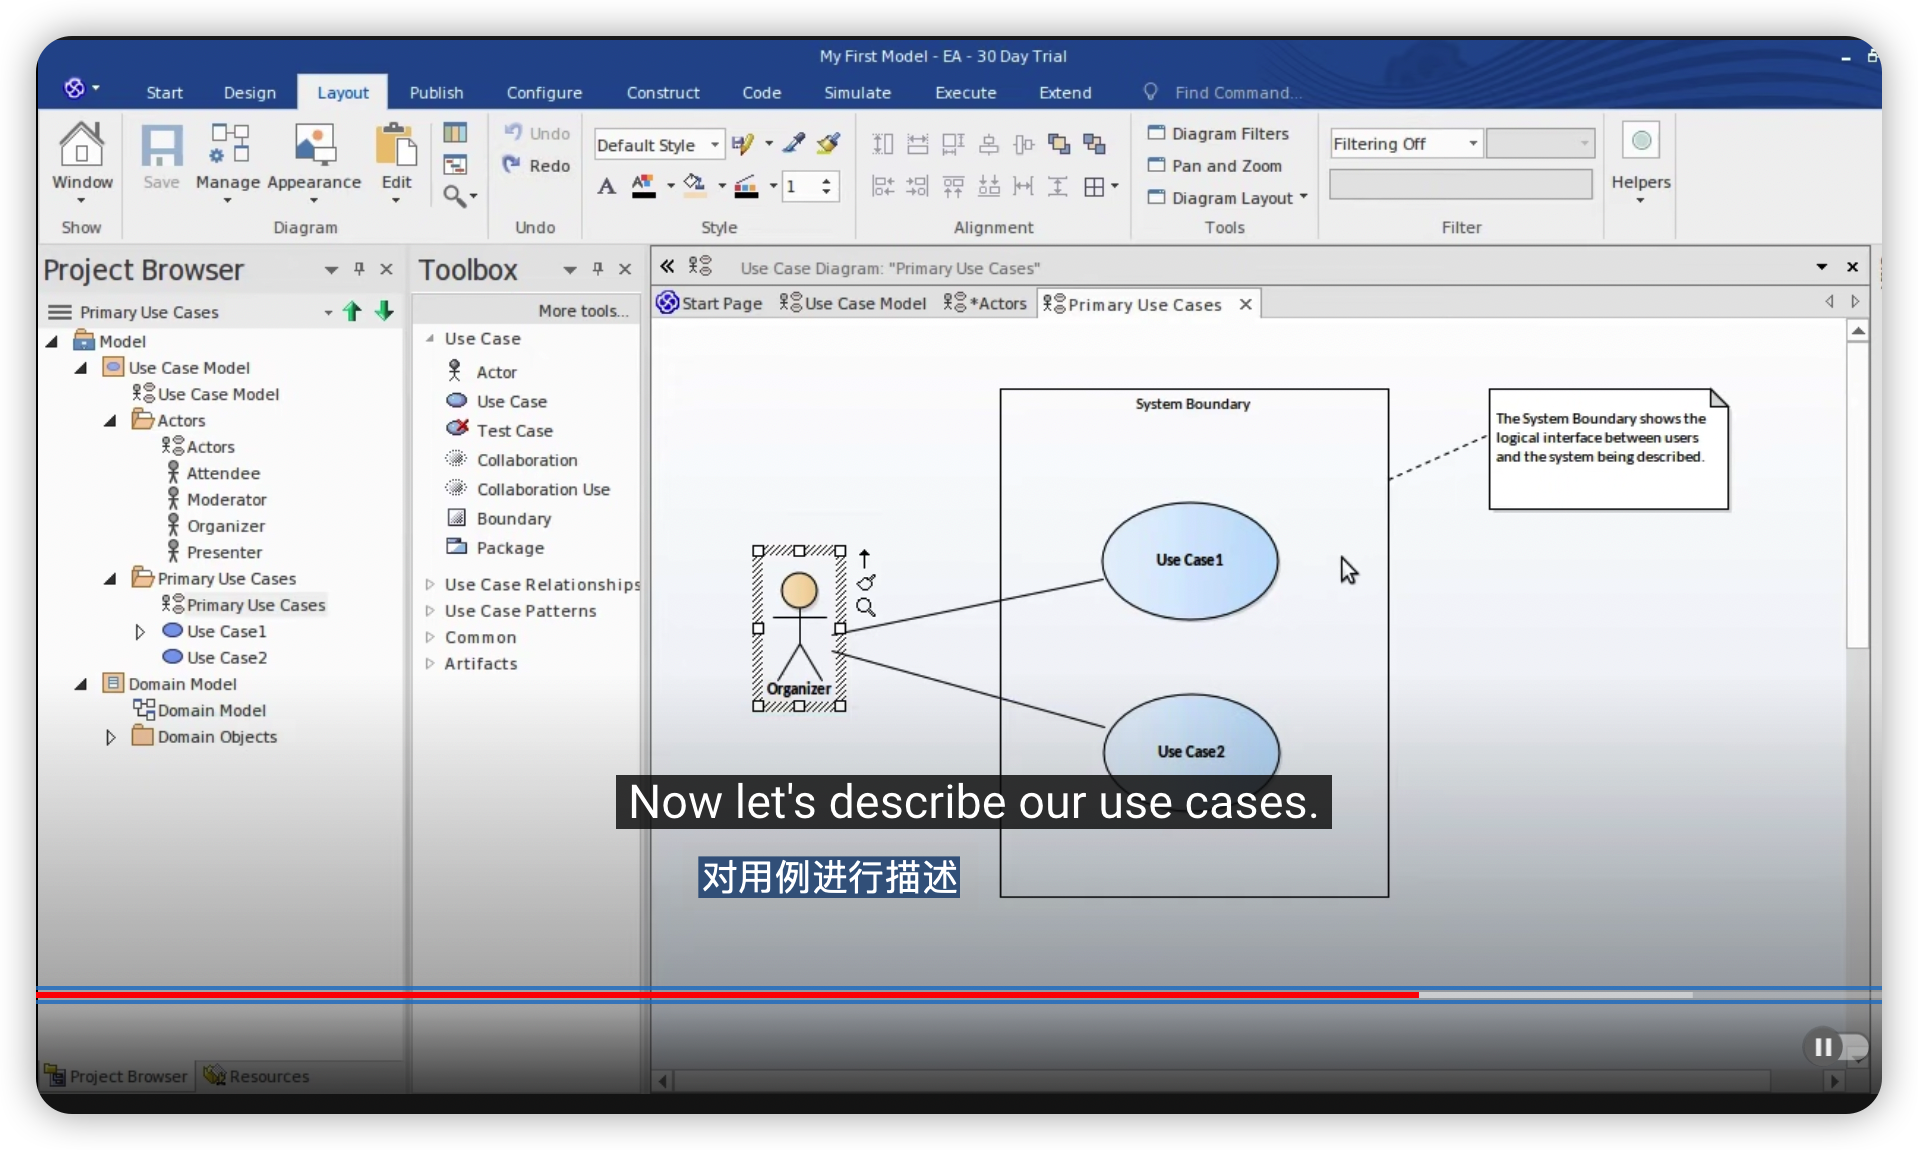 My First Model - EA - 30 Day Trial
Start Design Layout Publish Configure Construct Code Simulate Execute Extend Find Command...
Window
Show
Save Manage Appearance Edit
Diagram
Undo
Redo
Undo
Default Style
1
Style
Alignment
Diagram Filters
Pan and Zoom
Diagram Layout
Tools
Filtering Off
Filter
Helpers
Project Browser
Primary Use Cases
Model
Use Case Model
Use Case Model
Actors
Actors
Attendee
Moderator
Organizer
Presenter
Primary Use Cases
Primary Use Cases
Use Case1
Use Case2
Domain Model
Domain Model
Domain Objects
Project Browser Resources
Toolbox
More tools...
Use Case
Actor
Use Case
Test Case
Collaboration
Collaboration Use
Boundary
Package
Use Case Relationships
Use Case Patterns
Common
Artifacts
Use Case Diagram: "Primary Use Cases"
Start Page Use Case Model *Actors Primary Use Cases
System Boundary
The System Boundary shows the
logical interface between users
and the system being described.
Use Case1
Organizer
Use Case2
Now let's describe our use cases.
对用例进行描述